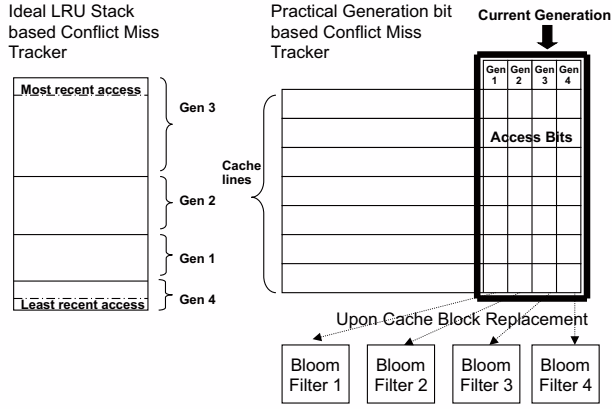 Ideal LRU Stack
based Conflict Miss
Tracker
Most recent access
Gen 3
Gen 2
Gen 1
Gen 4
Least recent access
Practical Generation bit
based Conflict Miss
Tracker
Current Generation
Gen 1
Gen 2
Gen 3
Gen 4
Access Bits
Cache
lines
Upon Cache Block Replacement
Bloom
Filter 1
Bloom
Filter 2
Bloom
Filter 3
Bloom
Filter 4